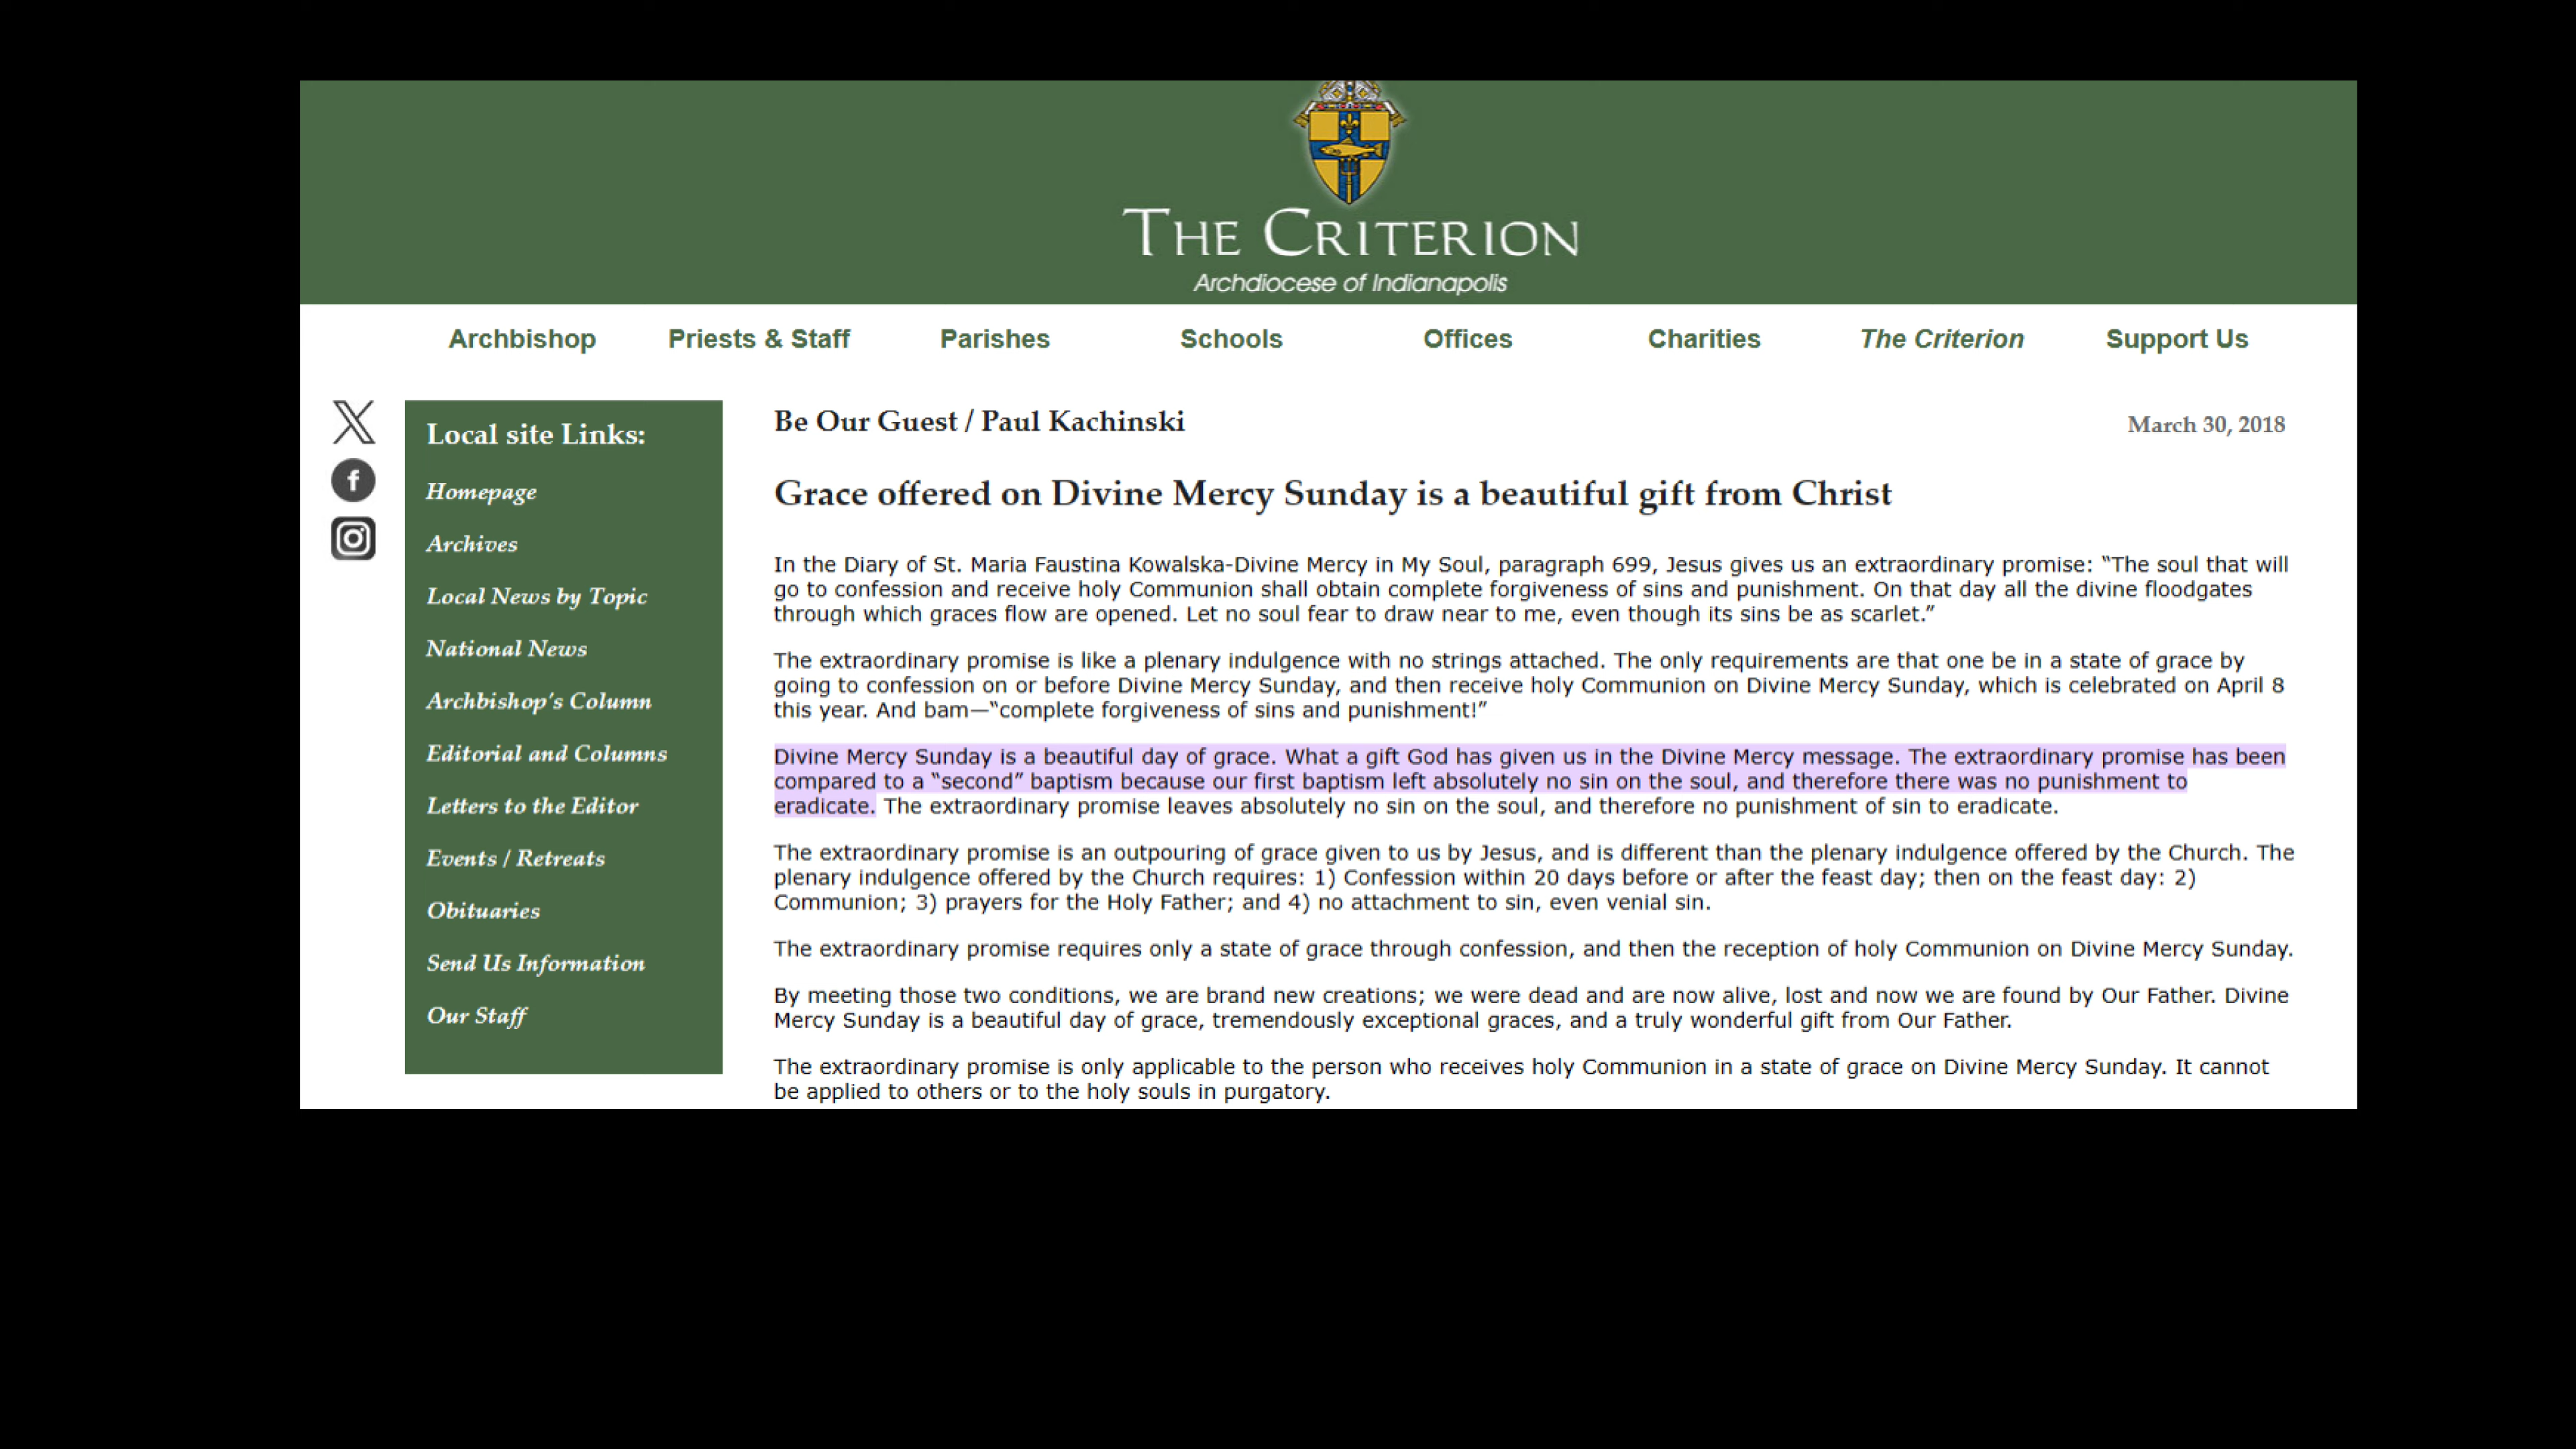 THE CRITERION
Archdiocese of Indianapolis
Archbishop Priests & Staff Parishes Schools Offices Charities The Criterion Support Us
Local site Links:
Homepage
Archives
Local News by Topic
National News
Archbishop's Column
Editorial and Columns
Letters to the Editor
Events / Retreats
Obituaries
Send Us Information
Our Staff
Be Our Guest / Paul Kachinski
March 30, 2018
Grace offered on Divine Mercy Sunday is a beautiful gift from Christ
In the Diary of St. Maria Faustina Kowalska-Divine Mercy in My Soul, paragraph 699, Jesus gives us an extraordinary promise: “The soul that will
go to confession and receive holy Communion shall obtain complete forgiveness of sins and punishment. On that day all the divine floodgates
through which graces flow are opened. Let no soul fear to draw near to me, even though its sins be as scarlet.”
The extraordinary promise is like a plenary indulgence with no strings attached. The only requirements are that one be in a state of grace by
going to confession on or before Divine Mercy Sunday, and then receive holy Communion on Divine Mercy Sunday, which is celebrated on April 8
this year. And bam—“complete forgiveness of sins and punishment!”
Divine Mercy Sunday is a beautiful day of grace. What a gift God has given us in the Divine Mercy message. The extraordinary promise has been
compared to a “second” baptism because our first baptism left absolutely no sin on the soul, and therefore there was no punishment to
eradicate. The extraordinary promise leaves absolutely no sin on the soul, and therefore no punishment of sin to eradicate.
The extraordinary promise is an outpouring of grace given to us by Jesus, and is different than the plenary indulgence offered by the Church. The
plenary indulgence offered by the Church requires: 1) Confession within 20 days before or after the feast day; then on the feast day: 2)
Communion; 3) prayers for the Holy Father; and 4) no attachment to sin, even venial sin.
The extraordinary promise requires only a state of grace through confession, and then the reception of holy Communion on Divine Mercy Sunday.
By meeting those two conditions, we are brand new creations; we were dead and are now alive, lost and now we are found by Our Father. Divine
Mercy Sunday is a beautiful day of grace, tremendously exceptional graces, and a truly wonderful gift from Our Father.
The extraordinary promise is only applicable to the person who receives holy Communion in a state of grace on Divine Mercy Sunday. It cannot
be applied to others or to the holy souls in purgatory.